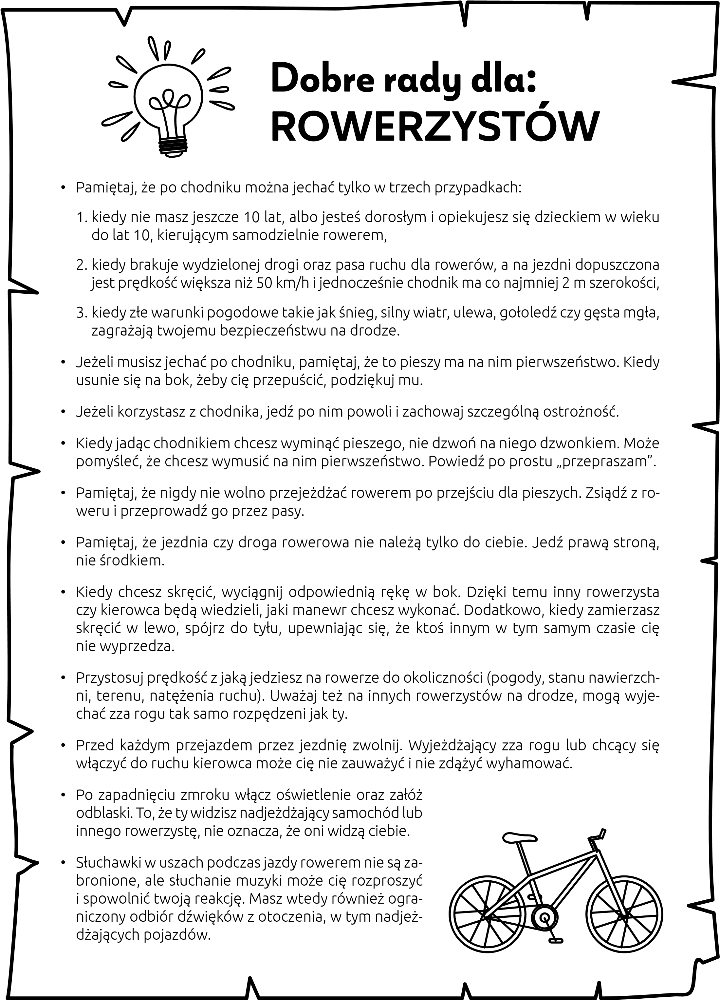 Dobre rady dla:
ROWERZYSTÓW
• Pamiętaj, że po chodniku można jechać tylko w trzech przypadkach:
1. kiedy nie masz jeszcze 10 lat, albo jesteś dorosłym i opiekujesz się dzieckiem w wieku
do lat 10, kierującym samodzielnie rowerem,
2. kiedy brakuje wydzielonej drogi oraz pasa ruchu dla rowerów, a na jezdni dopuszczona
jest prędkość większa niż 50 km/h i jednocześnie chodnik ma co najmniej 2 m szerokości,
3. kiedy złe warunki pogodowe takie jak śnieg, silny wiatr, ulewa, gołoledź czy gęsta mgła,
zagrażają twojemu bezpieczeństwu na drodze.
• Jeżeli musisz jechać po chodniku, pamiętaj, że to pieszy ma na nim pierwszeństwo. Kiedy
usunie się na bok, żeby cię przepuścić, podziękuj mu.
• Jeżeli korzystasz z chodnika, jedź po nim powoli i zachowaj szczególną ostrożność.
• Kiedy jadąc chodnikiem chcesz wyminąć pieszego, nie dzwoń na niego dzwonkiem. Może
pomyśleć, że chcesz wymusić na nim pierwszeństwo. Powiedź po prostu „przepraszam”.
• Pamiętaj, że nigdy nie wolno przejeżdżać rowerem po przejściu dla pieszych. Zsiądź z ro-
weru i przeprowadź go przez pasy.
• Pamiętaj, że jezdnia czy droga rowerowa nie należą tylko do ciebie. Jedź prawą stroną,
nie środkiem.
• Kiedy chcesz skręcić, wyciągnij odpowiednią rękę w bok. Dzięki temu inny rowerzysta
czy kierowca będą wiedzieli, jaki manewr chcesz wykonać. Dodatkowo, kiedy zamierzasz
skręcić w lewo, spójrz do tyłu, upewniając się, że ktoś innym w tym samym czasie cię
nie wyprzedza.
• Przystosuj prędkość z jaką jedziesz na rowerze do okoliczności (pogody, stanu nawierzch-
ni, terenu, natężenia ruchu). Uważaj też na innych rowerzystów na drodze, mogą wyje-
chać zza rogu tak samo rozpędzeni jak ty.
• Przed każdym przejazdem przez jezdnię zwolnij. Wyjeżdżający zza rogu lub chcący się
włączyć do ruchu kierowca może cię nie zauważyć i nie zdążyć wyhamować.
• Po zapadnięciu zmroku włącz oświetlenie oraz załóż
odblaski. To, że ty widzisz nadjeżdżający samochód lub
innego rowerzystę, nie oznacza, że oni widzą ciebie.
• Słuchawki w uszach podczas jazdy rowerem nie są za-
bronione, ale słuchanie muzyki może cię rozproszyć
i spowolnić twoją reakcję. Masz wtedy również ogra-
niczony odbiór dźwięków z otoczenia, w tym nadjeż-
dżających pojazdów.